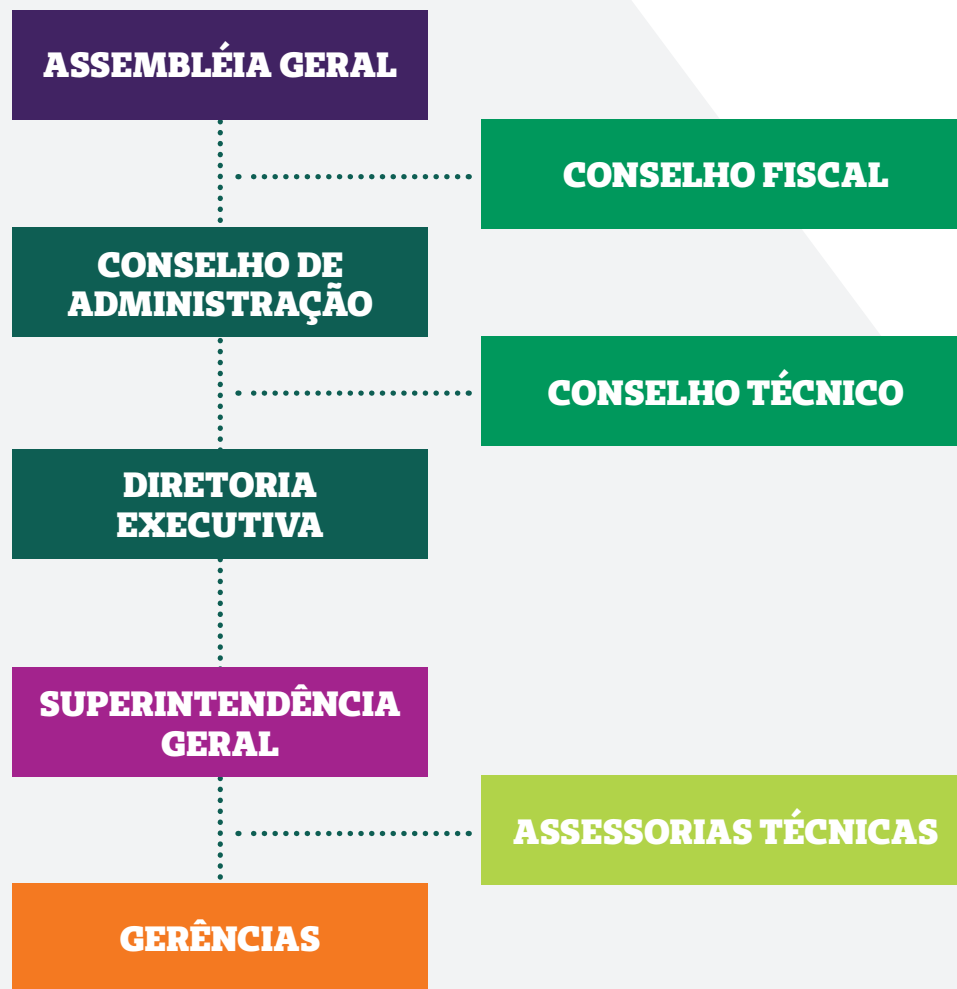 ASSEMBLÉIA GERAL
CONSELHO FISCAL
CONSELHO DE
ADMINISTRAÇÃO
CONSELHO TÉCNICO
DIRETORIA
EXECUTIVA
SUPERINTENDÊNCIA
GERAL
ASSESSORIAS TÉCNICAS
GERÊNCIAS